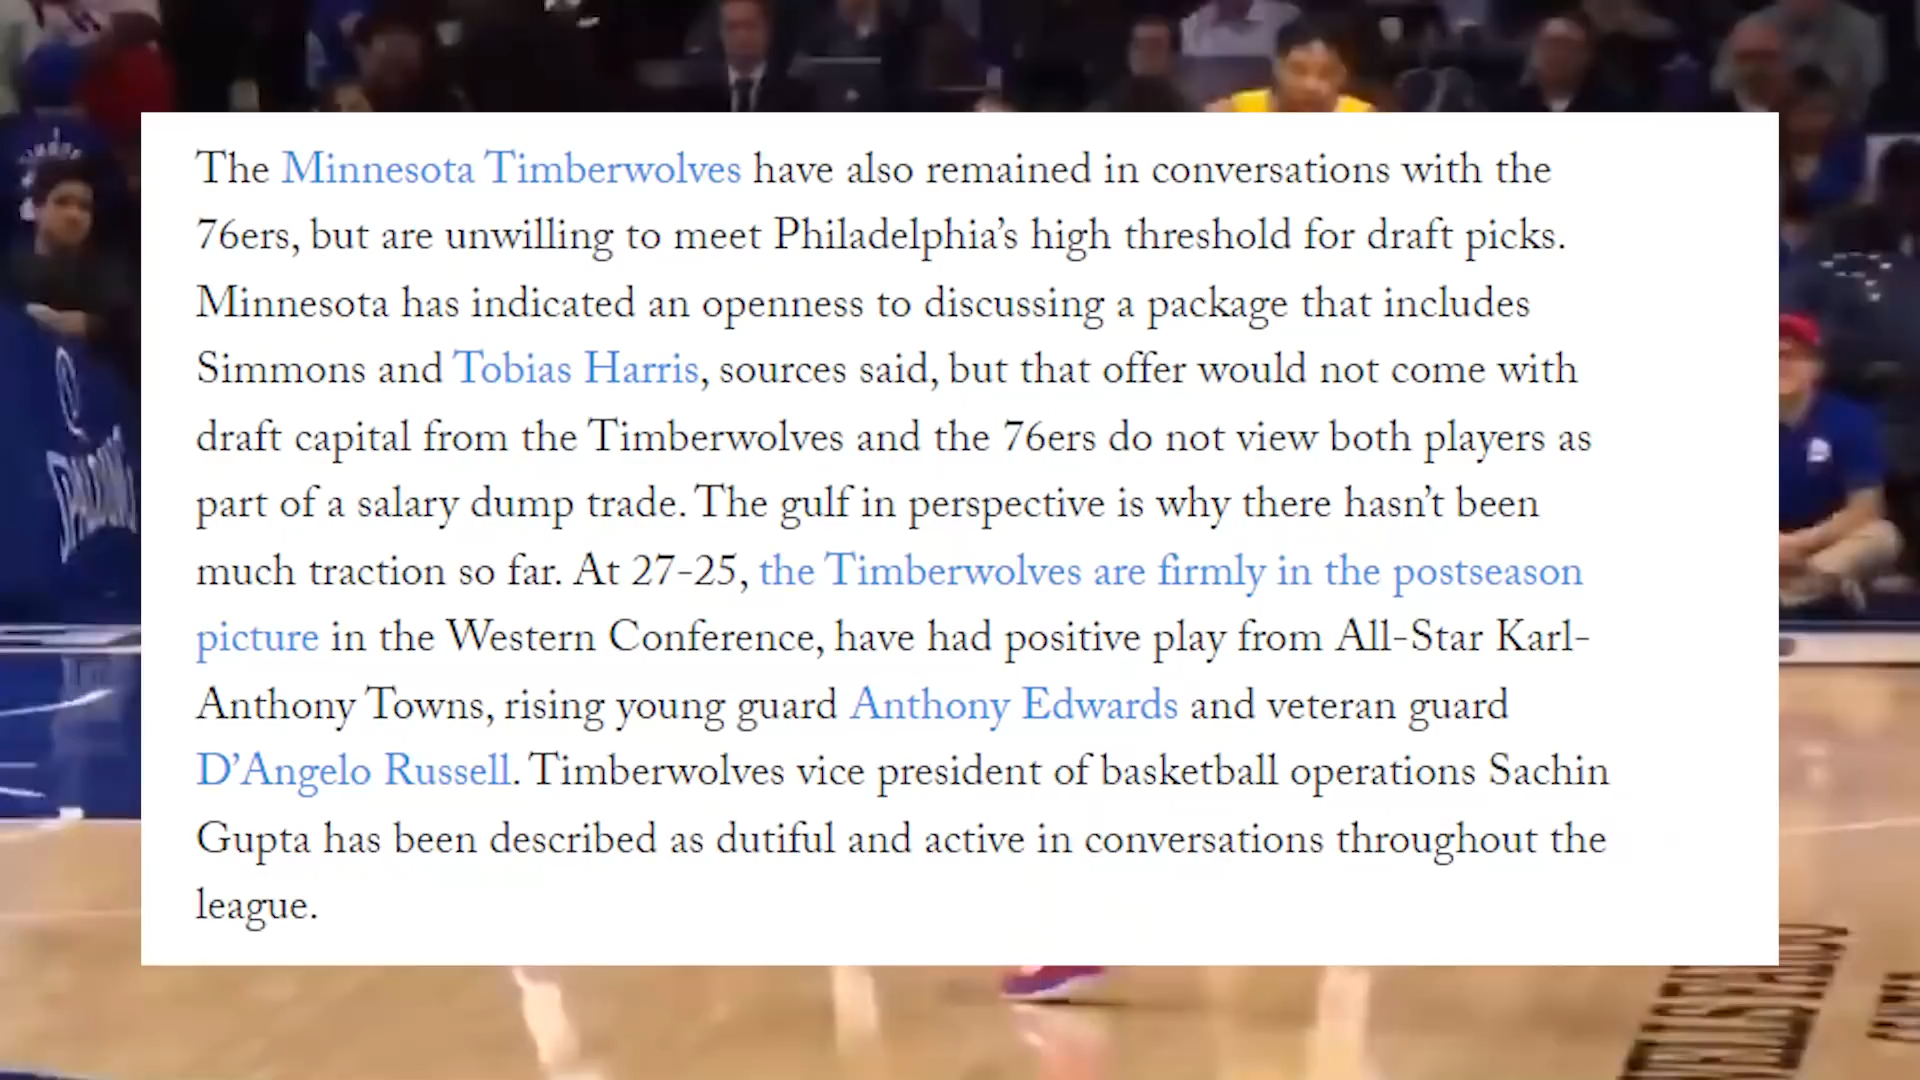 The Minnesota Timberwolves have also remained in conversations with the
76ers, but are unwilling to meet Philadelphia's high threshold for draft picks.
Minnesota has indicated an openness to discussing a package that includes
Simmons and Tobias Harris, sources said, but that offer would not come with
draft capital from the Timberwolves and the 76ers do not view both players as
part of a salary dump trade. The gulf in perspective is why there hasn't been
much traction so far. At 27-25, the Timberwolves are firmly in the postseason
picture in the Western Conference, have had positive play from All-Star Karl-
Anthony Towns, rising young guard Anthony Edwards and veteran guard
D'Angelo Russell. Timberwolves vice president of basketball operations Sachin
Gupta has been described as dutiful and active in conversations throughout the
league.
SPALDING